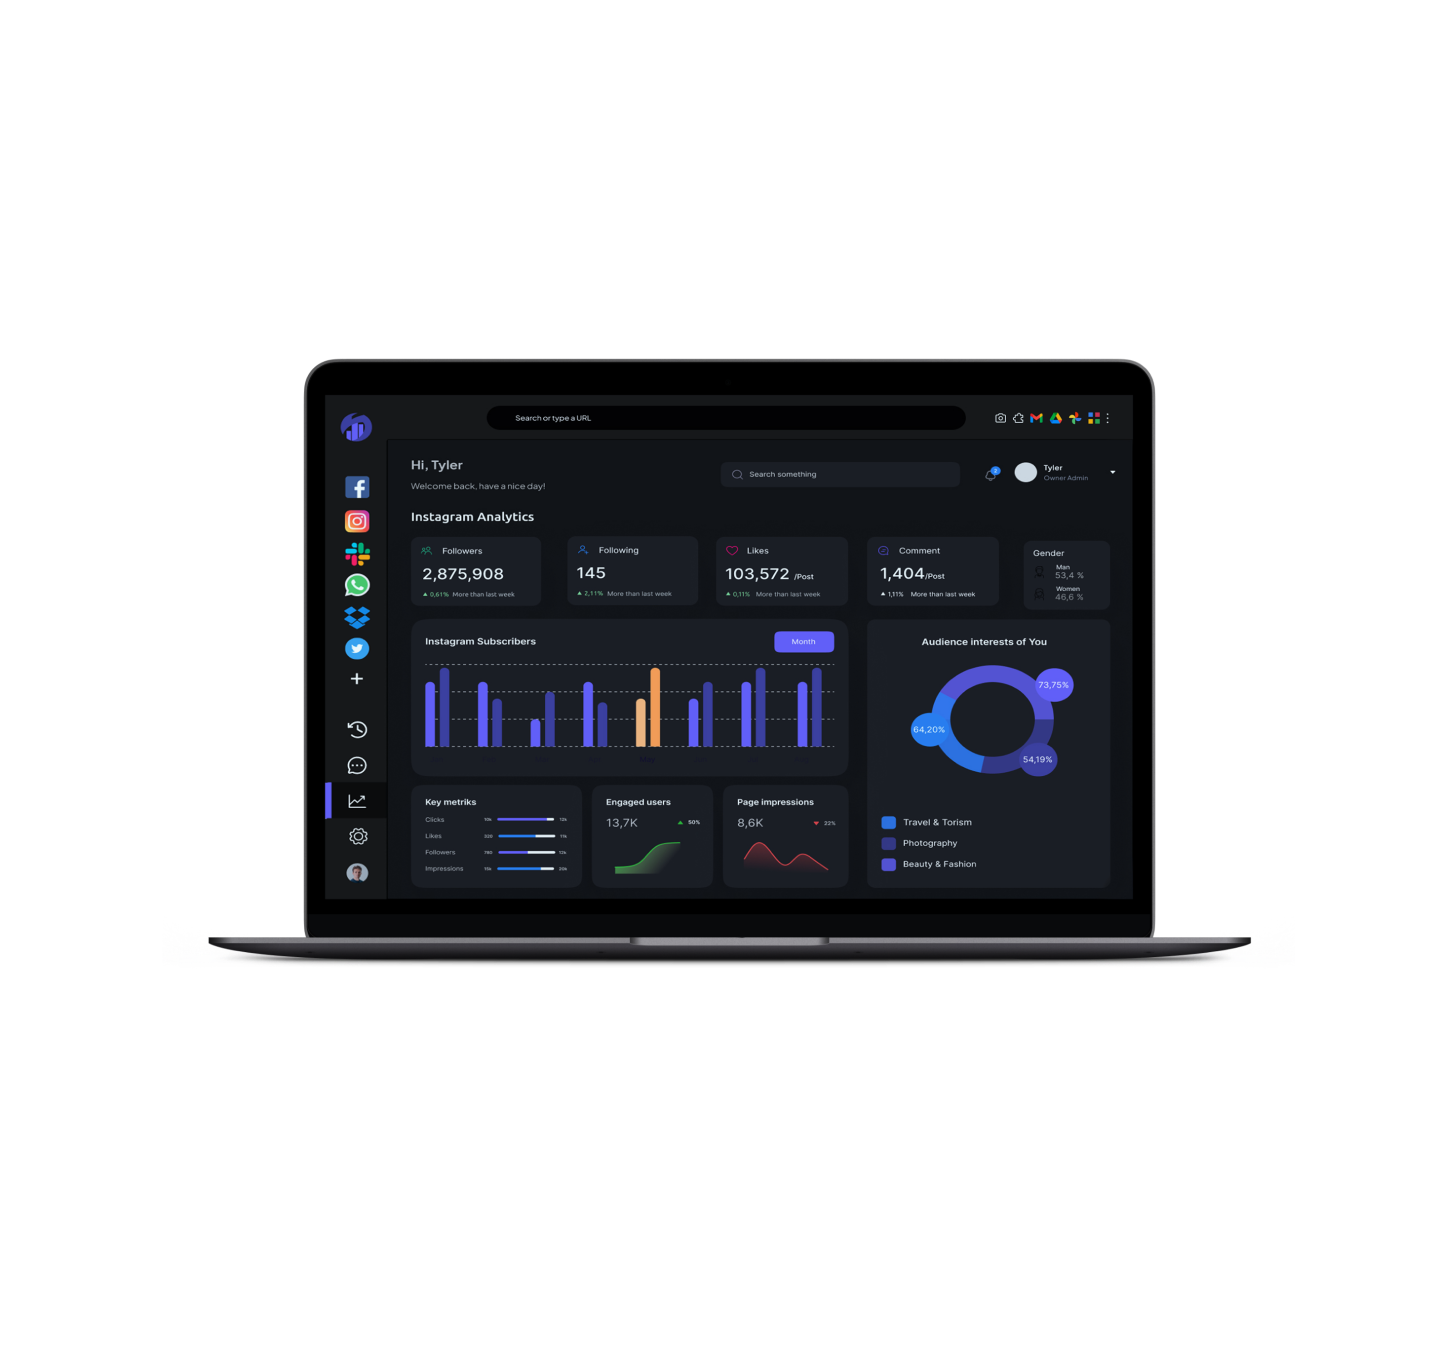 Search or type a URL
Hi, Tyler
Welcome back, have a nice day!
Search something
2
Tyler
Owner Admin
Instagram Analytics
Followers
2,875,908
0,61% More than last week
Following
145
2,11% More than last week
Likes
103,572 /Post
0,11% More than last week
Comment
1,404/Post
1,11% More than last week
Gender
Man
53,4 %
Women
46,6 %
Instagram Subscribers
Month
May
Audience interests of You
73,75%
64,20%
54,19%
Travel & Torism
Photography
Beauty & Fashion
Key metriks
Clicks 12k
Likes
Followers
Impressions 20k
Engaged users
13,7K
50%
Page impressions
8,6K
22%